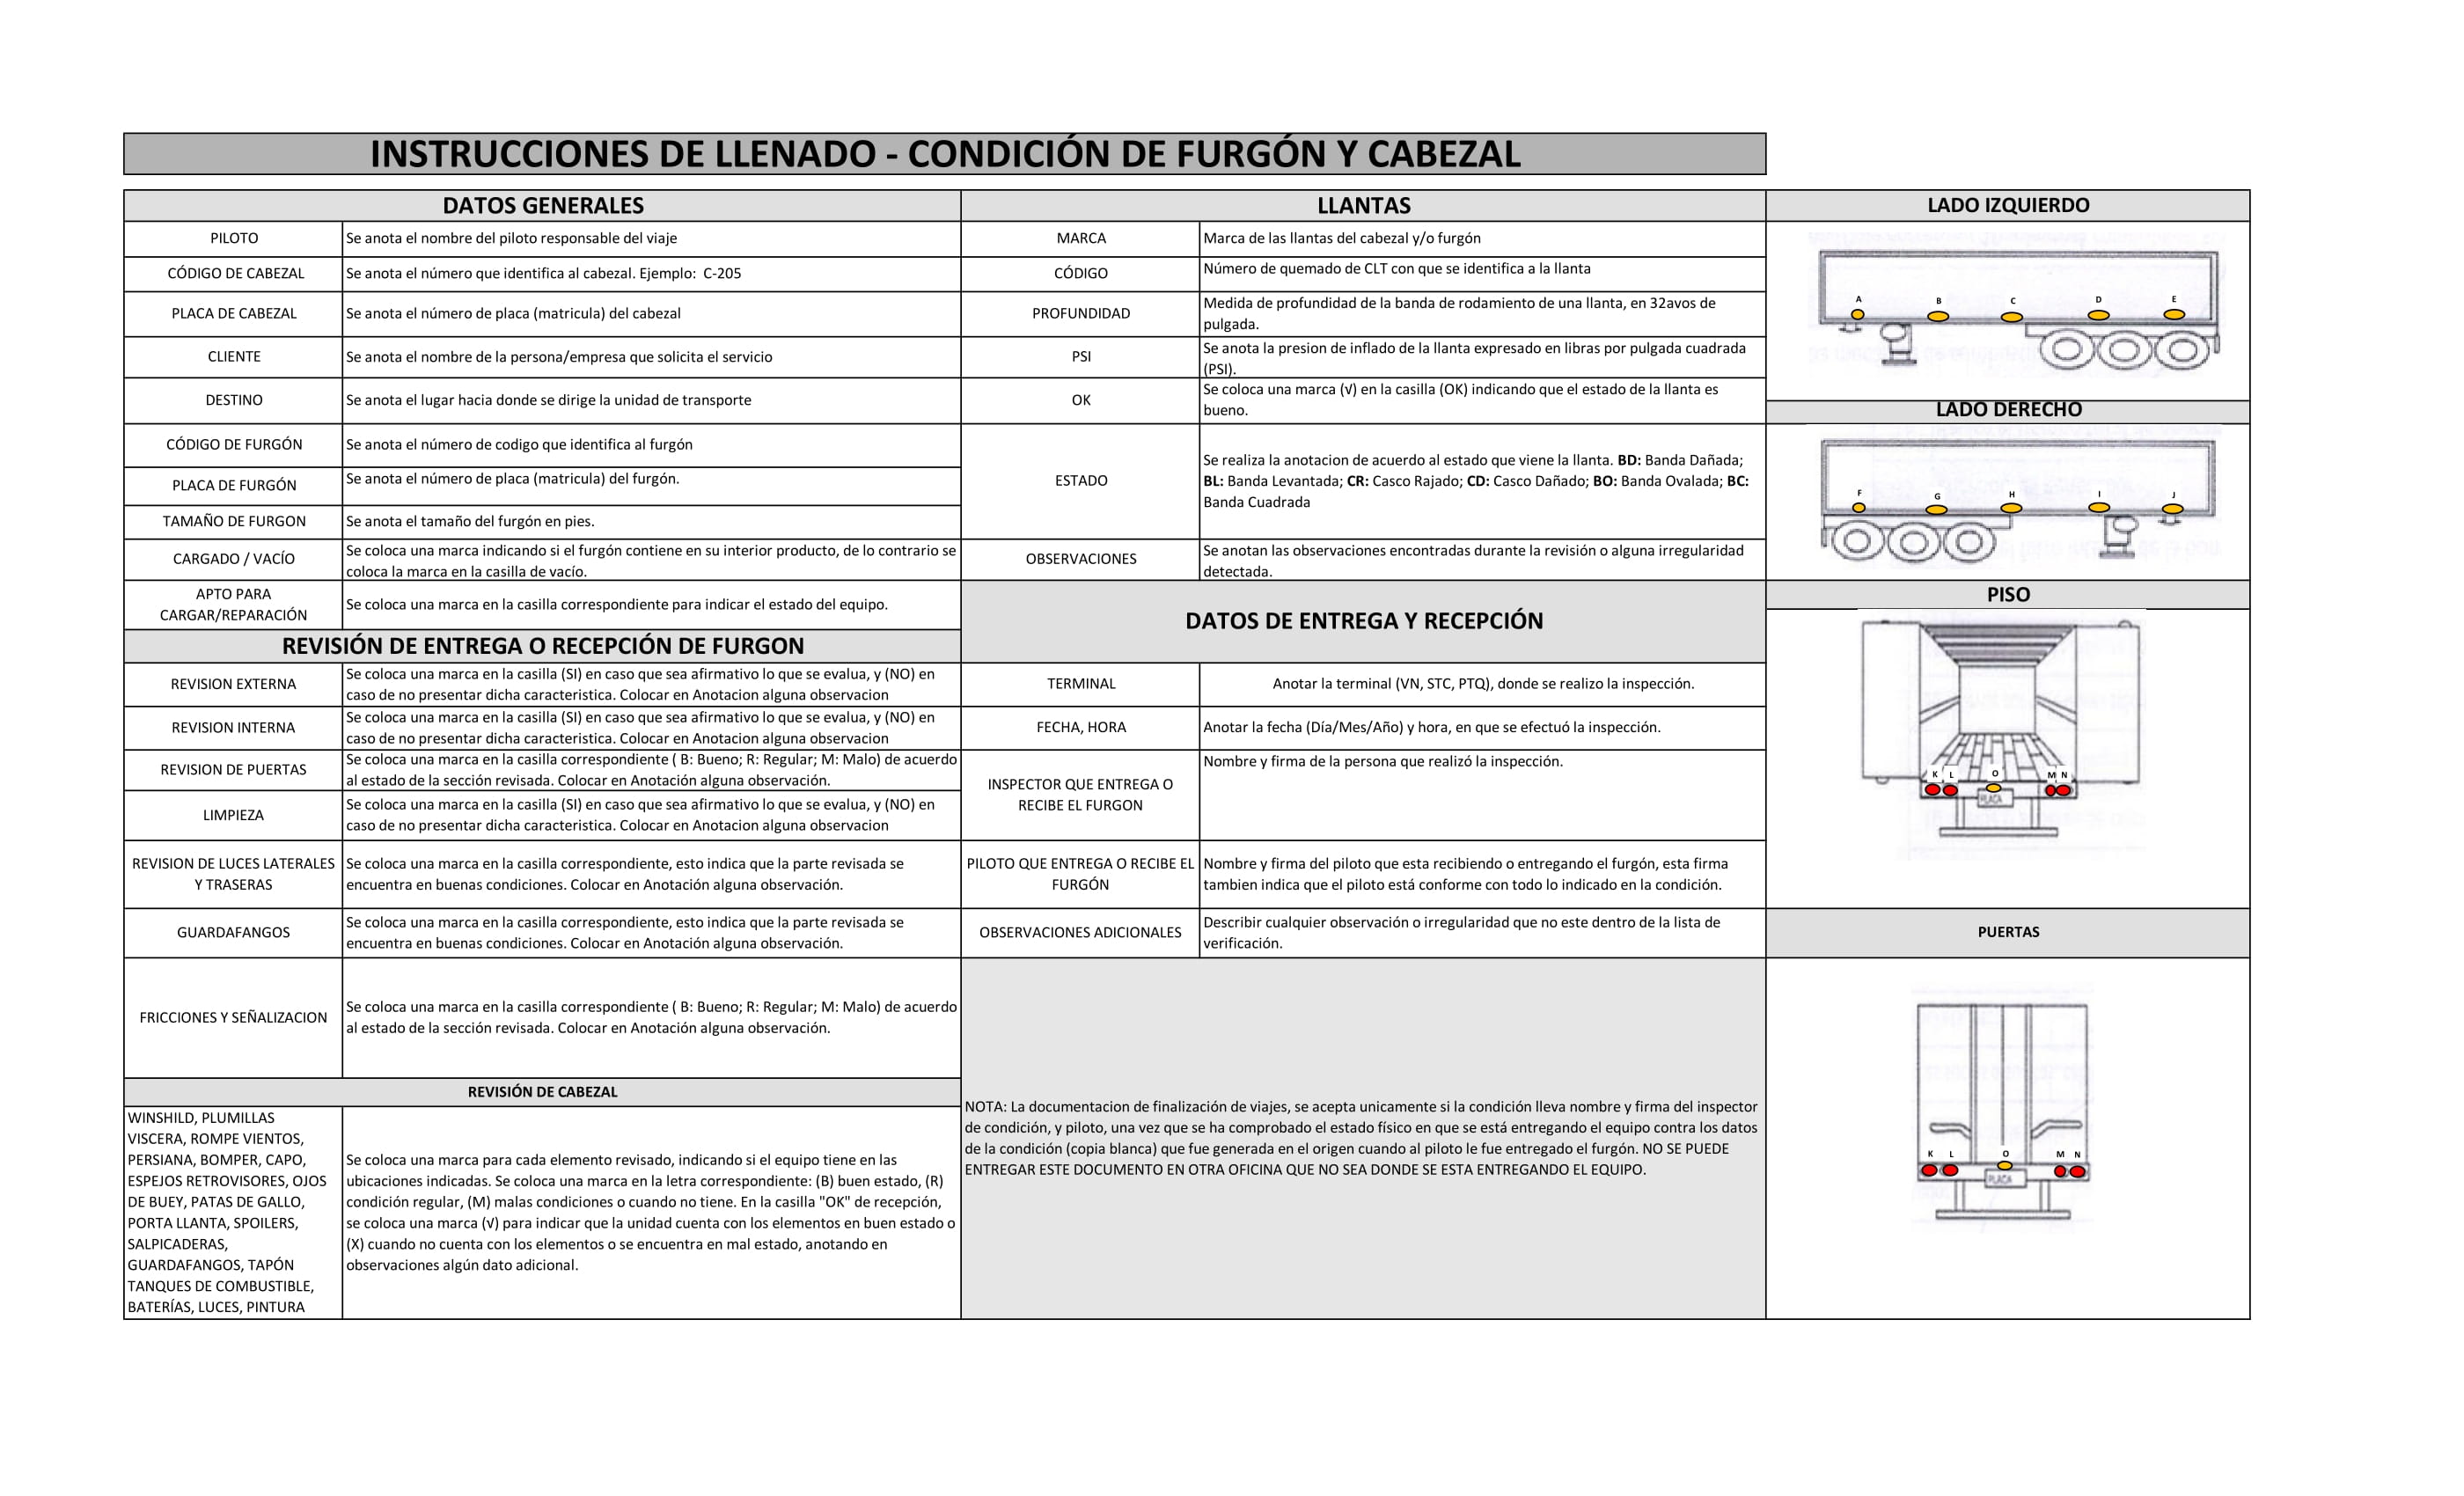 INSTRUCCIONES DE LLENADO - CONDICIÓN DE FURGÓN Y CABEZAL
DATOS GENERALES
PILOTO
Se anota el nombre del piloto responsable del viaje
CÓDIGO DE CABEZAL
Se anota el número que identifica al cabezal. Ejemplo: C-205
PLACA DE CABEZAL
Se anota el número de placa (matricula) del cabezal
CLIENTE
Se anota el nombre de la persona/empresa que solicita el servicio
DESTINO
Se anota el lugar hacia donde se dirige la unidad de transporte
CÓDIGO DE FURGÓN
Se anota el número de codigo que identifica al furgón
PLACA DE FURGÓN
Se anota el número de placa (matricula) del furgón.
TAMAÑO DE FURGON
Se anota el tamaño del furgón en pies.
CARGADO / VACÍO
Se coloca una marca indicando si el furgón contiene en su interior producto, de lo contrario se
coloca la marca en la casilla de vacío.
APTO PARA
CARGAR/REPARACIÓN
Se coloca una marca en la casilla correspondiente para indicar el estado del equipo.
REVISIÓN DE ENTREGA O RECEPCIÓN DE FURGON
REVISION EXTERNA
Se coloca una marca en la casilla (SI) en caso que sea afirmativo lo que se evalua, y (NO) en
caso de no presentar dicha caracteristica. Colocar en Anotacion alguna observacion
REVISION INTERNA
Se coloca una marca en la casilla (SI) en caso que sea afirmativo lo que se evalua, y (NO) en
caso de no presentar dicha caracteristica. Colocar en Anotacion alguna observacion
REVISION DE PUERTAS
Se coloca una marca en la casilla correspondiente ( B: Bueno; R: Regular; M: Malo) de acuerdo
al estado de la sección revisada. Colocar en Anotación alguna observación.
LIMPIEZA
Se coloca una marca en la casilla (SI) en caso que sea afirmativo lo que se evalua, y (NO) en
caso de no presentar dicha caracteristica. Colocar en Anotacion alguna observacion
REVISION DE LUCES LATERALES
Y TRASERAS
Se coloca una marca en la casilla correspondiente, esto indica que la parte revisada se
encuentra en buenas condiciones. Colocar en Anotación alguna observación.
GUARDAFANGOS
Se coloca una marca en la casilla correspondiente, esto indica que la parte revisada se
encuentra en buenas condiciones. Colocar en Anotación alguna observación.
FRICCIONES Y SEÑALIZACION
Se coloca una marca en la casilla correspondiente ( B: Bueno; R: Regular; M: Malo) de acuerdo
al estado de la sección revisada. Colocar en Anotación alguna observación.
REVISIÓN DE CABEZAL
WINSHILD, PLUMILLAS
VISCERA, ROMPE VIENTOS,
PERSIANA, BOMPER, CAPO,
ESPEJOS RETROVISORES, OJOS
DE BUEY, PATAS DE GALLO,
PORTA LLANTA, SPOILERS,
SALPICADERAS,
GUARDAFANGOS, TAPÓN
TANQUES DE COMBUSTIBLE,
BATERÍAS, LUCES, PINTURA
Se coloca una marca para cada elemento revisado, indicando si el equipo tiene en las
ubicaciones indicadas. Se coloca una marca en la letra correspondiente: (B) buen estado, (R)
condición regular, (M) malas condiciones o cuando no tiene. En la casilla "OK" de recepción,
se coloca una marca (√) para indicar que la unidad cuenta con los elementos en buen estado o
(X) cuando no cuenta con los elementos o se encuentra en mal estado, anotando en
observaciones algún dato adicional.
LLANTAS
MARCA
Marca de las llantas del cabezal y/o furgón
CÓDIGO
Número de quemado de CLT con que se identifica a la llanta
PROFUNDIDAD
Medida de profundidad de la banda de rodamiento de una llanta, en 32avos de
pulgada.
PSI
Se anota la presion de inflado de la llanta expresado en libras por pulgada cuadrada
(PSI).
OK
Se coloca una marca (√) en la casilla (OK) indicando que el estado de la llanta es
bueno.
ESTADO
Se realiza la anotacion de acuerdo al estado que viene la llanta. BD: Banda Dañada;
BL: Banda Levantada; CR: Casco Rajado; CD: Casco Dañado; BO: Banda Ovalada; BC:
Banda Cuadrada
OBSERVACIONES
Se anotan las observaciones encontradas durante la revisión o alguna irregularidad
detectada.
DATOS DE ENTREGA Y RECEPCIÓN
TERMINAL
Anotar la terminal (VN, STC, PTQ), donde se realizo la inspección.
FECHA, HORA
Anotar la fecha (Día/Mes/Año) y hora, en que se efectuó la inspección.
INSPECTOR QUE ENTREGA O
RECIBE EL FURGON
Nombre y firma de la persona que realizó la inspección.
PILOTO QUE ENTREGA O RECIBE EL
FURGÓN
Nombre y firma del piloto que esta recibiendo o entregando el furgón, esta firma
tambien indica que el piloto está conforme con todo lo indicado en la condición.
OBSERVACIONES ADICIONALES
Describir cualquier observación o irregularidad que no este dentro de la lista de
verificación.
NOTA: La documentacion de finalización de viajes, se acepta unicamente si la condición lleva nombre y firma del inspector
de condición, y piloto, una vez que se ha comprobado el estado físico en que se está entregando el equipo contra los datos
de la condición (copia blanca) que fue generada en el origen cuando al piloto le fue entregado el furgón. NO SE PUEDE
ENTREGAR ESTE DOCUMENTO EN OTRA OFICINA QUE NO SEA DONDE SE ESTA ENTREGANDO EL EQUIPO.
LADO IZQUIERDO
A B C D E
LADO DERECHO
F G H I J
PISO
K L O M N
PLACA
PUERTAS
K L O M N
PLACA